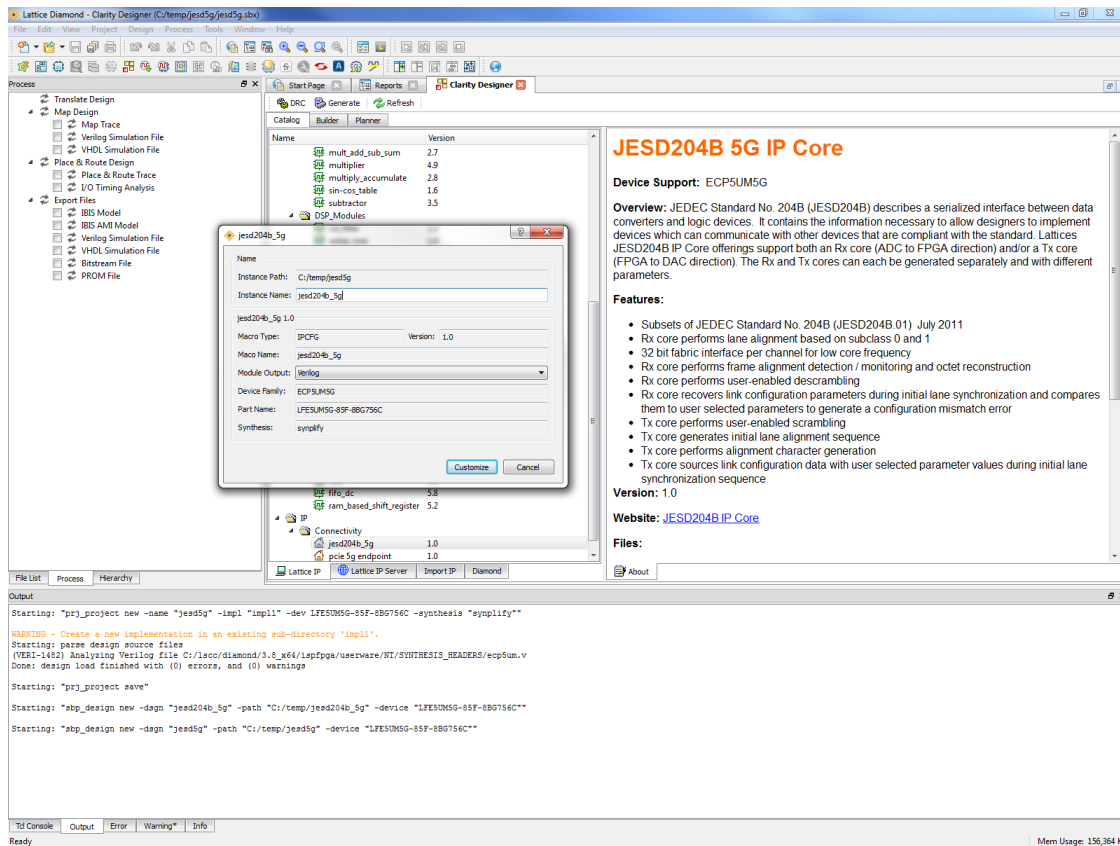 Lattice Diamond - Clarity Designer (C:/temp/jesd5g/jesd5g.sbx)
File Edit View Project Design Process Tools Window Help
Process
Translate Design
Map Design
Map Trace
Verilog Simulation File
VHDL Simulation File
Place & Route Design
Place & Route Trace
I/O Timing Analysis
Export Files
IBIS Model
IBIS AMI Model
Verilog Simulation File
VHDL Simulation File
Bitstream File
PROM File
File List Process Hierarchy
Start Page Reports Clarity Designer
DRC Generate Refresh
Catalog Builder Planner
Name Version
mult_add_sub_sum 2.7
multiplier 4.9
multiply_accumulate 2.8
sin-cos_table 1.6
subtractor 3.5
DSP_Modules
jesd204b_5g
Name
Instance Path: C:/temp/jesd5g
Instance Name: jesd204b_5g
jesd204b_5g 1.0
Macro Type: IPCFG Version: 1.0
Maco Name: jesd204b_5g
Module Output: Verilog
Device Family: ECP5UM5G
Part Name: LFE5UM5G-85F-8BG756C
Synthesis: synplify
Customize Cancel
fifo_dc 5.8
ram_based_shift_register 5.2
IP
Connectivity
jesd204b_5g 1.0
pcie 5g endpoint 1.0
Lattice IP Lattice IP Server Import IP Diamond
JESD204B 5G IP Core
Device Support: ECP5UM5G
Overview: JEDEC Standard No. 204B (JESD204B) describes a serialized interface between data
converters and logic devices. It contains the information necessary to allow designers to implement
devices which can communicate with other devices that are compliant with the standard. Lattices
JESD204B IP Core offerings support both an Rx core (ADC to FPGA direction) and/or a Tx core
(FPGA to DAC direction). The Rx and Tx cores can each be generated separately and with different
parameters.
Features:
• Subsets of JEDEC Standard No. 204B (JESD204B.01) July 2011
• Rx core performs lane alignment based on subclass 0 and 1
• 32 bit fabric interface per channel for low core frequency
• Rx core performs frame alignment detection / monitoring and octet reconstruction
• Rx core performs user-enabled descrambling
• Rx core recovers link configuration parameters during initial lane synchronization and compares
them to user selected parameters to generate a configuration mismatch error
• Tx core performs user-enabled scrambling
• Tx core generates initial lane alignment sequence
• Tx core performs alignment character generation
• Tx core sources link configuration data with user selected parameter values during initial lane
synchronization sequence
Version: 1.0
Website: JESD204B IP Core
Files:
About
Output
Starting: "prj_project new -name "jesd5g" -impl "impl1" -dev LFE5UM5G-85F-8BG756C -synthesis "synplify""
WARNING - Create a new implementation in an existing sub-directory 'impl1'.
Starting: parse design source files
(VERI-1482) Analyzing Verilog file C:/lscc/diamond/3.8_x64/ispfpga/userware/NT/SYNTHESIS_HEADERS/ecp5um.v
Done: design load finished with (0) errors, and (0) warnings
Starting: "prj_project save"
Starting: "sbp_design new -dsgn "jesd204b_5g" -path "C:/temp/jesd204b_5g" -device "LFE5UM5G-85F-8BG756C""
Starting: "sbp_design new -dsgn "jesd5g" -path "C:/temp/jesd5g" -device "LFE5UM5G-85F-8BG756C""
Tcl Console Output Error Warning* Info
Ready Mem Usage: 156,364